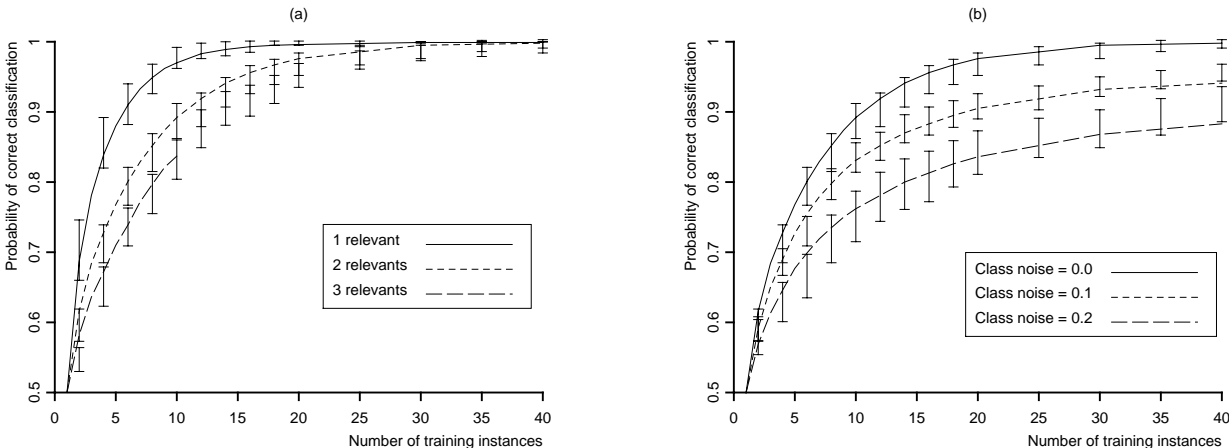 (a)
Probability of correct classification
1
0.9
0.8
0.7
0.6
0.5
0 5 10 15 20 25 30 35 40
Number of training instances
1 relevant
2 relevants
3 relevants
(b)
Probability of correct classification
1
0.9
0.8
0.7
0.6
0.5
0 5 10 15 20 25 30 35 40
Number of training instances
Class noise = 0.0
Class noise = 0.1
Class noise = 0.2